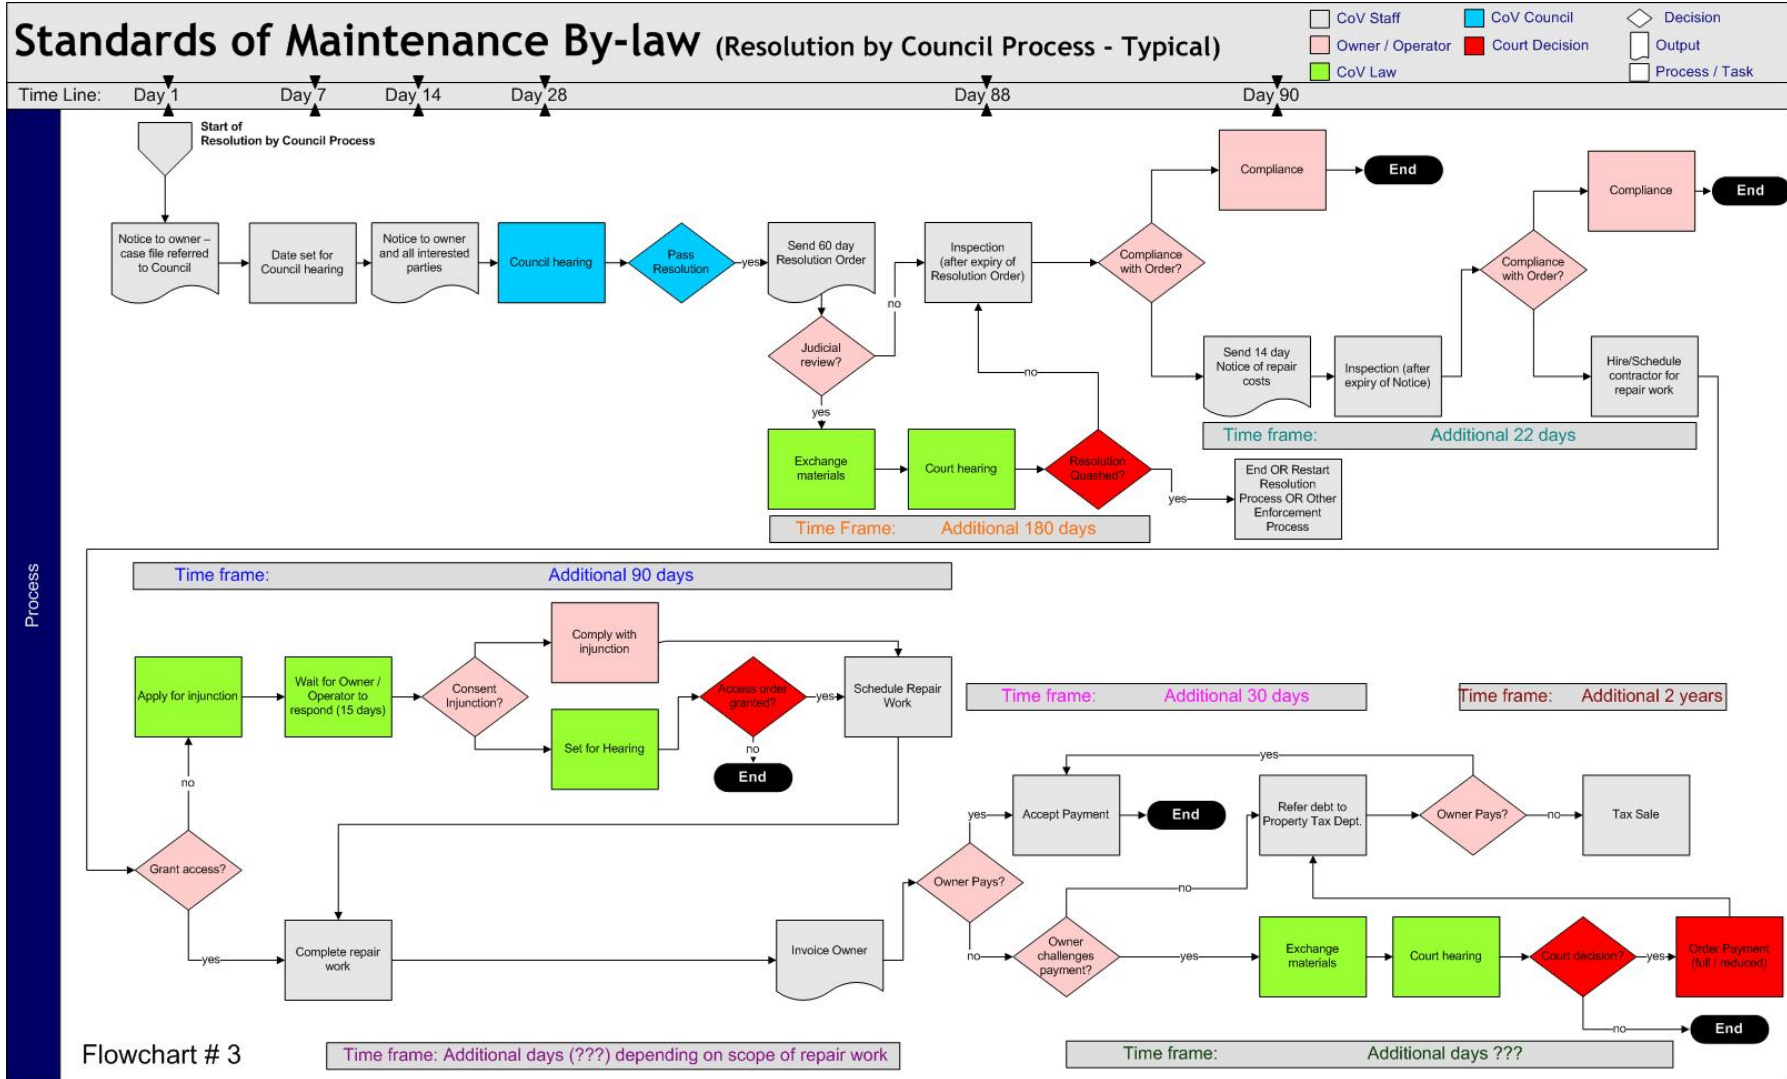 Standards of Maintenance By-law (Resolution by Council Process - Typical)
CoV Staff
CoV Council
Decision
Owner / Operator
Court Decision
Output
CoV Law
Process / Task
Time Line:
Day 1
Day 7
Day 14
Day 28
Day 88
Day 90
Process
Start of
Resolution by Council Process
Notice to owner –
case file referred
to Council
Date set for
Council hearing
Notice to owner
and all interested
parties
Council hearing
Pass
Resolution
yes
Send 60 day
Resolution Order
Judicial
review?
no
yes
Inspection
(after expiry of
Resolution Order)
Compliance
with Order?
Compliance
End
Send 14 day
Notice of repair
costs
Inspection (after
expiry of Notice)
Compliance
with Order?
Compliance
End
Hire/Schedule
contractor for
repair work
Time frame:
Additional 22 days
Exchange
materials
Court hearing
Resolution
Quashed?
no
yes
End OR Restart
Resolution
Process OR Other
Enforcement
Process
Time Frame:
Additional 180 days
Time frame:
Additional 90 days
Apply for injunction
Wait for Owner /
Operator to
respond (15 days)
Consent
Injunction?
Comply with
injunction
Set for Hearing
Access order
granted?
yes
no
End
Schedule Repair
Work
Time frame:
Additional 30 days
Time frame:
Additional 2 years
no
Grant access?
yes
Complete repair
work
Invoice Owner
Owner Pays?
yes
no
Accept Payment
End
yes
Refer debt to
Property Tax Dept.
Owner Pays?
no
Tax Sale
no
Owner
challenges
payment?
yes
Exchange
materials
Court hearing
Court decision?
yes
Order Payment
(full / reduced)
no
End
Flowchart # 3
Time frame: Additional days (???) depending on scope of repair work
Time frame:
Additional days ???